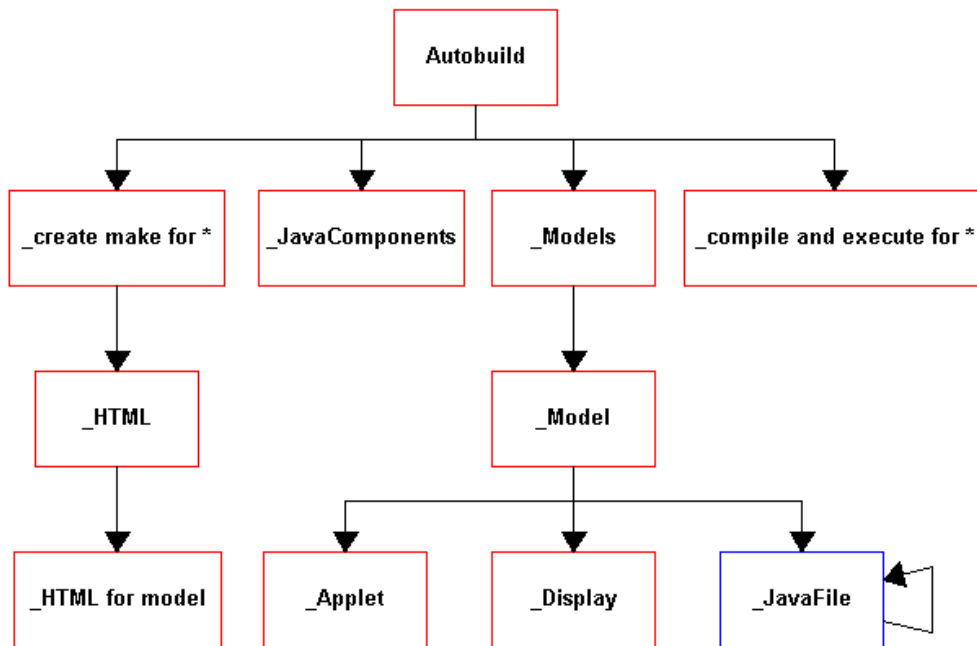 Autobuild
_create make for *
_JavaComponents
_Models
_compile and execute for *
_HTML
_Model
_HTML for model
_Applet
_Display
_JavaFile